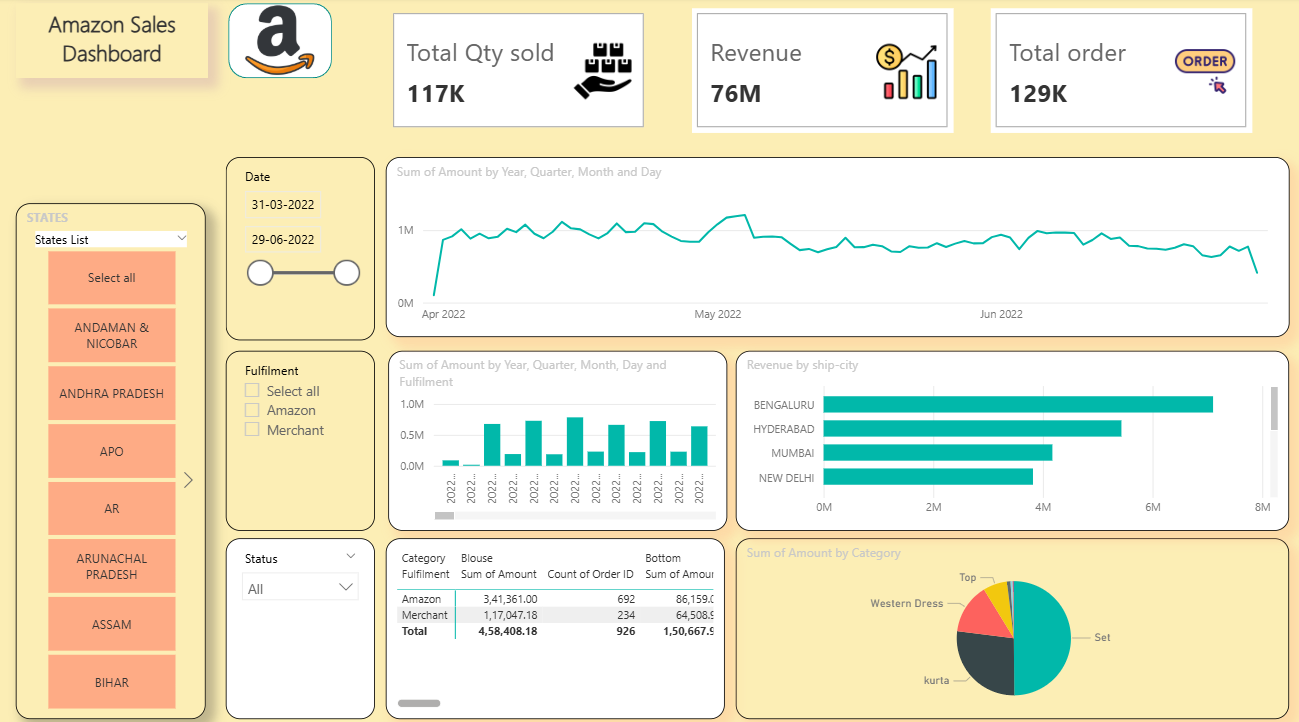 Amazon Sales
Dashboard
a
Total Qty sold
117K
Revenue
76M
$
Total order
129K
ORDER
STATES
States List
Select all
ANDAMAN &
NICOBAR
ANDHRA PRADESH
APO
AR
ARUNACHAL
PRADESH
ASSAM
BIHAR
Date
31-03-2022
29-06-2022
Sum of Amount by Year, Quarter, Month and Day
1M
0M
Apr 2022
May 2022
Jun 2022
Fulfilment
Select all
Amazon
Merchant
Sum of Amount by Year, Quarter, Month, Day and
Fulfilment
1.0M
0.5M
0.0M
2022...
2022...
2022...
2022...
2022...
2022...
2022...
2022...
2022...
2022...
2022...
2022...
2022...
Revenue by ship-city
BENGALURU
HYDERABAD
MUMBAI
NEW DELHI
0M
2M
4M
6M
8M
Status
All
Category Blouse Bottom
Fulfilment Sum of Amount Count of Order ID Sum of Amour
Amazon 3,41,361.00 692 86,159.0
Merchant 1,17,047.18 234 64,508.9
Total 4,58,408.18 926 1,50,667.9
Sum of Amount by Category
Top
Western Dress
Set
kurta